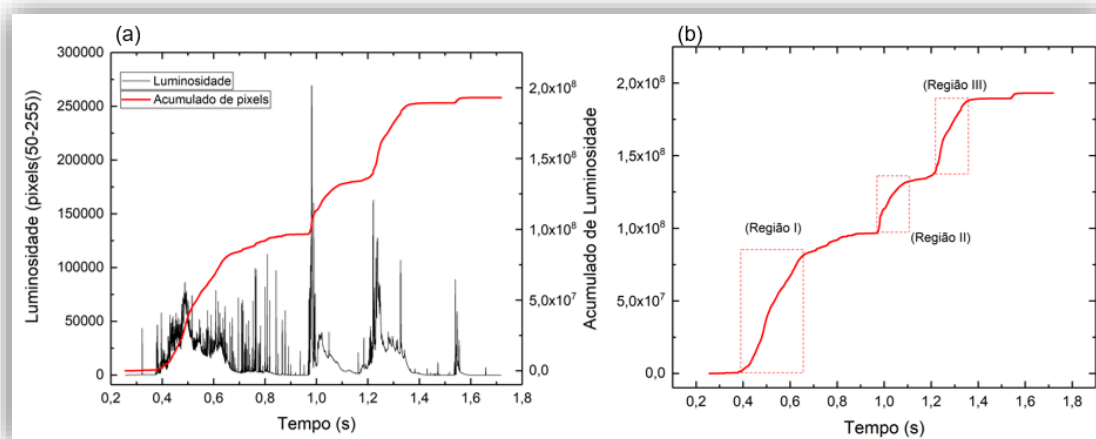 (a)
300000
250000
200000
150000
100000
50000
0
Luminosidade (pixels(50-255))
Luminosidade
Acumulado de pixels
2,0x10⁸
1,5x10⁸
1,0x10⁸
5,0x10⁷
0,0
0,2 0,4 0,6 0,8 1,0 1,2 1,4 1,6 1,8
Tempo (s)
(b)
2,0x10⁸
1,5x10⁸
1,0x10⁸
5,0x10⁷
0,0
Acumulado de Luminosidade
(Região III)
(Região I)
(Região II)
0,2 0,4 0,6 0,8 1,0 1,2 1,4 1,6 1,8
Tempo (s)